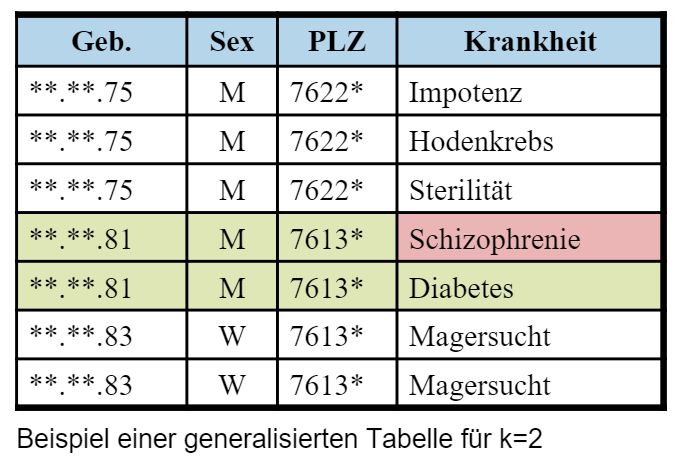 Geb. Sex PLZ Krankheit
**.**.75 M 7622* Impotenz
**.**.75 M 7622* Hodenkrebs
**.**.75 M 7622* Sterilität
**.**.81 M 7613* Schizophrenie
**.**.81 M 7613* Diabetes
**.**.83 W 7613* Magersucht
**.**.83 W 7613* Magersucht
Beispiel einer generalisierten Tabelle für k=2